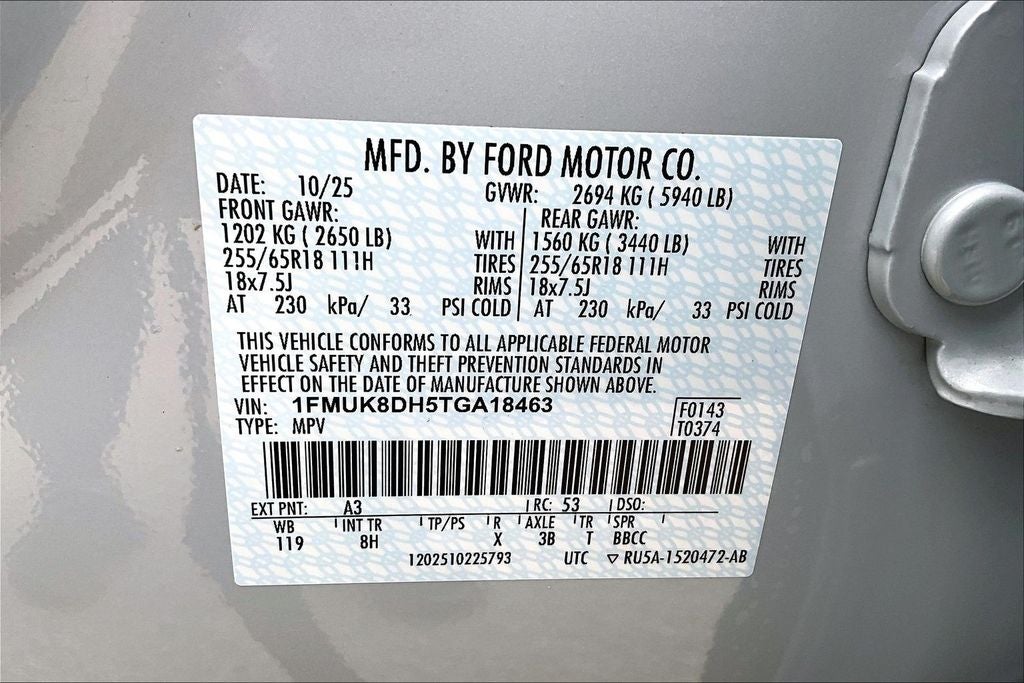 MFD. BY FORD MOTOR CO.
DATE: 10/25 GVWR: 2694 KG ( 5940 LB)
FRONT GAWR: REAR GAWR:
1202 KG ( 2650 LB) WITH 1560 KG ( 3440 LB) WITH
255/65R18 111H TIRES 255/65R18 111H TIRES
18x7.5J RIMS 18x7.5J RIMS
AT 230 kPa/ 33 PSI COLD AT 230 kPa/ 33 PSI COLD
THIS VEHICLE CONFORMS TO ALL APPLICABLE FEDERAL MOTOR
VEHICLE SAFETY AND THEFT PREVENTION STANDARDS IN
EFFECT ON THE DATE OF MANUFACTURE SHOWN ABOVE.
VIN: 1FMUK8DH5TGA18463 F0143
TYPE: MPV T0374
EXT PNT: A3 RC: 53 DSO:
WB INT TR TP/PS R AXLE TR SPR
119 8H X 3B T BBCC
1202510225793 UTC ▽ RU5A-1520472-AB